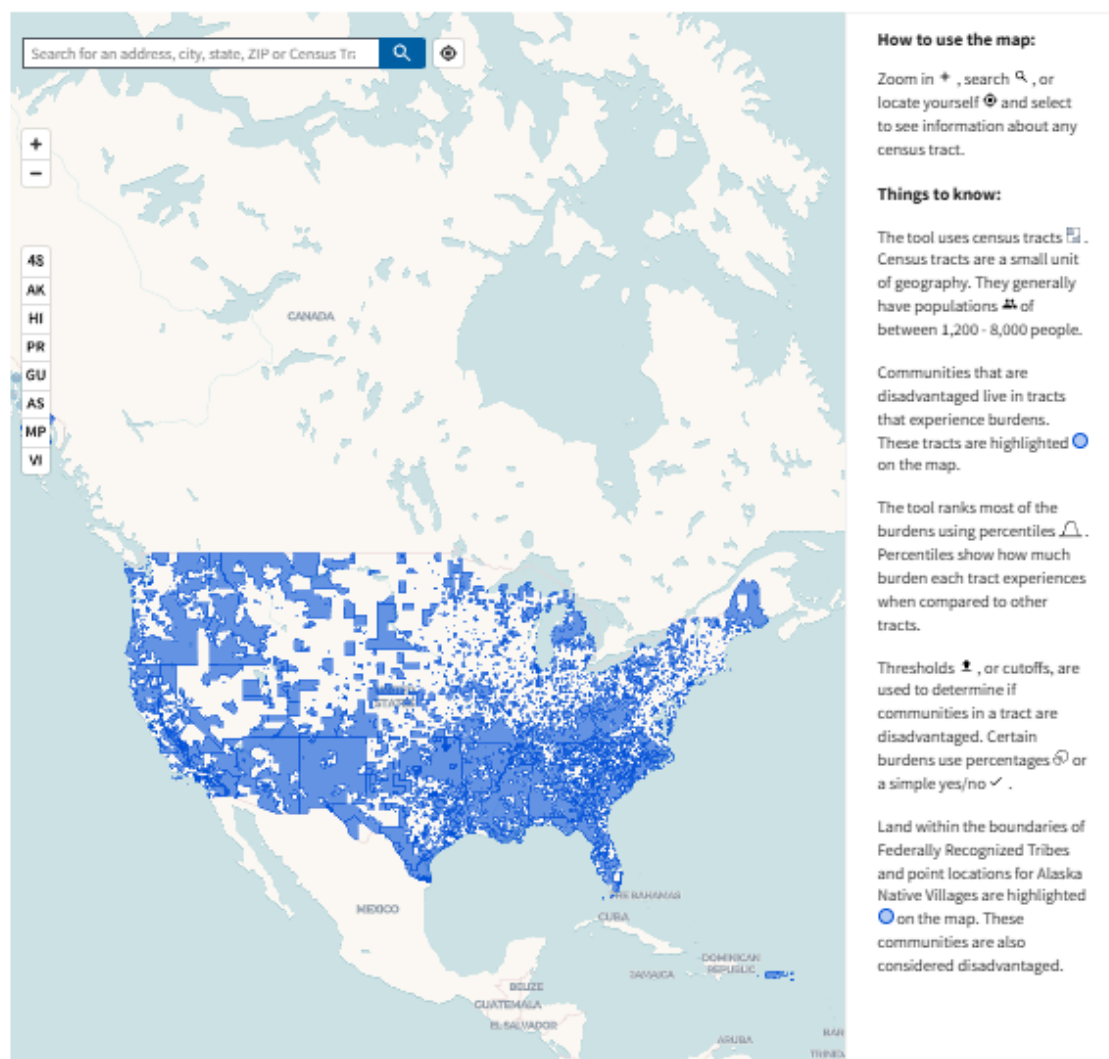 Search for an address, city, state, ZIP or Census Tr
+
−
48
AK
HI
PR
GU
AS
MP
VI
CANADA
STATES
MEXICO
THE BAHAMAS
CUBA
DOMINICAN
REPUBLIC
JAMAICA
BELIZE
GUATEMALA
EL SALVADOR
ARUBA
BAR
TRINID
How to use the map:
Zoom in + , search , or
locate yourself and select
to see information about any
census tract.
Things to know:
The tool uses census tracts .
Census tracts are a small unit
of geography. They generally
have populations of
between 1,200 - 8,000 people.
Communities that are
disadvantaged live in tracts
that experience burdens.
These tracts are highlighted
on the map.
The tool ranks most of the
burdens using percentiles .
Percentiles show how much
burden each tract experiences
when compared to other
tracts.
Thresholds , or cutoffs, are
used to determine if
communities in a tract are
disadvantaged. Certain
burdens use percentages or
a simple yes/no ✓ .
Land within the boundaries of
Federally Recognized Tribes
and point locations for Alaska
Native Villages are highlighted
on the map. These
communities are also
considered disadvantaged.